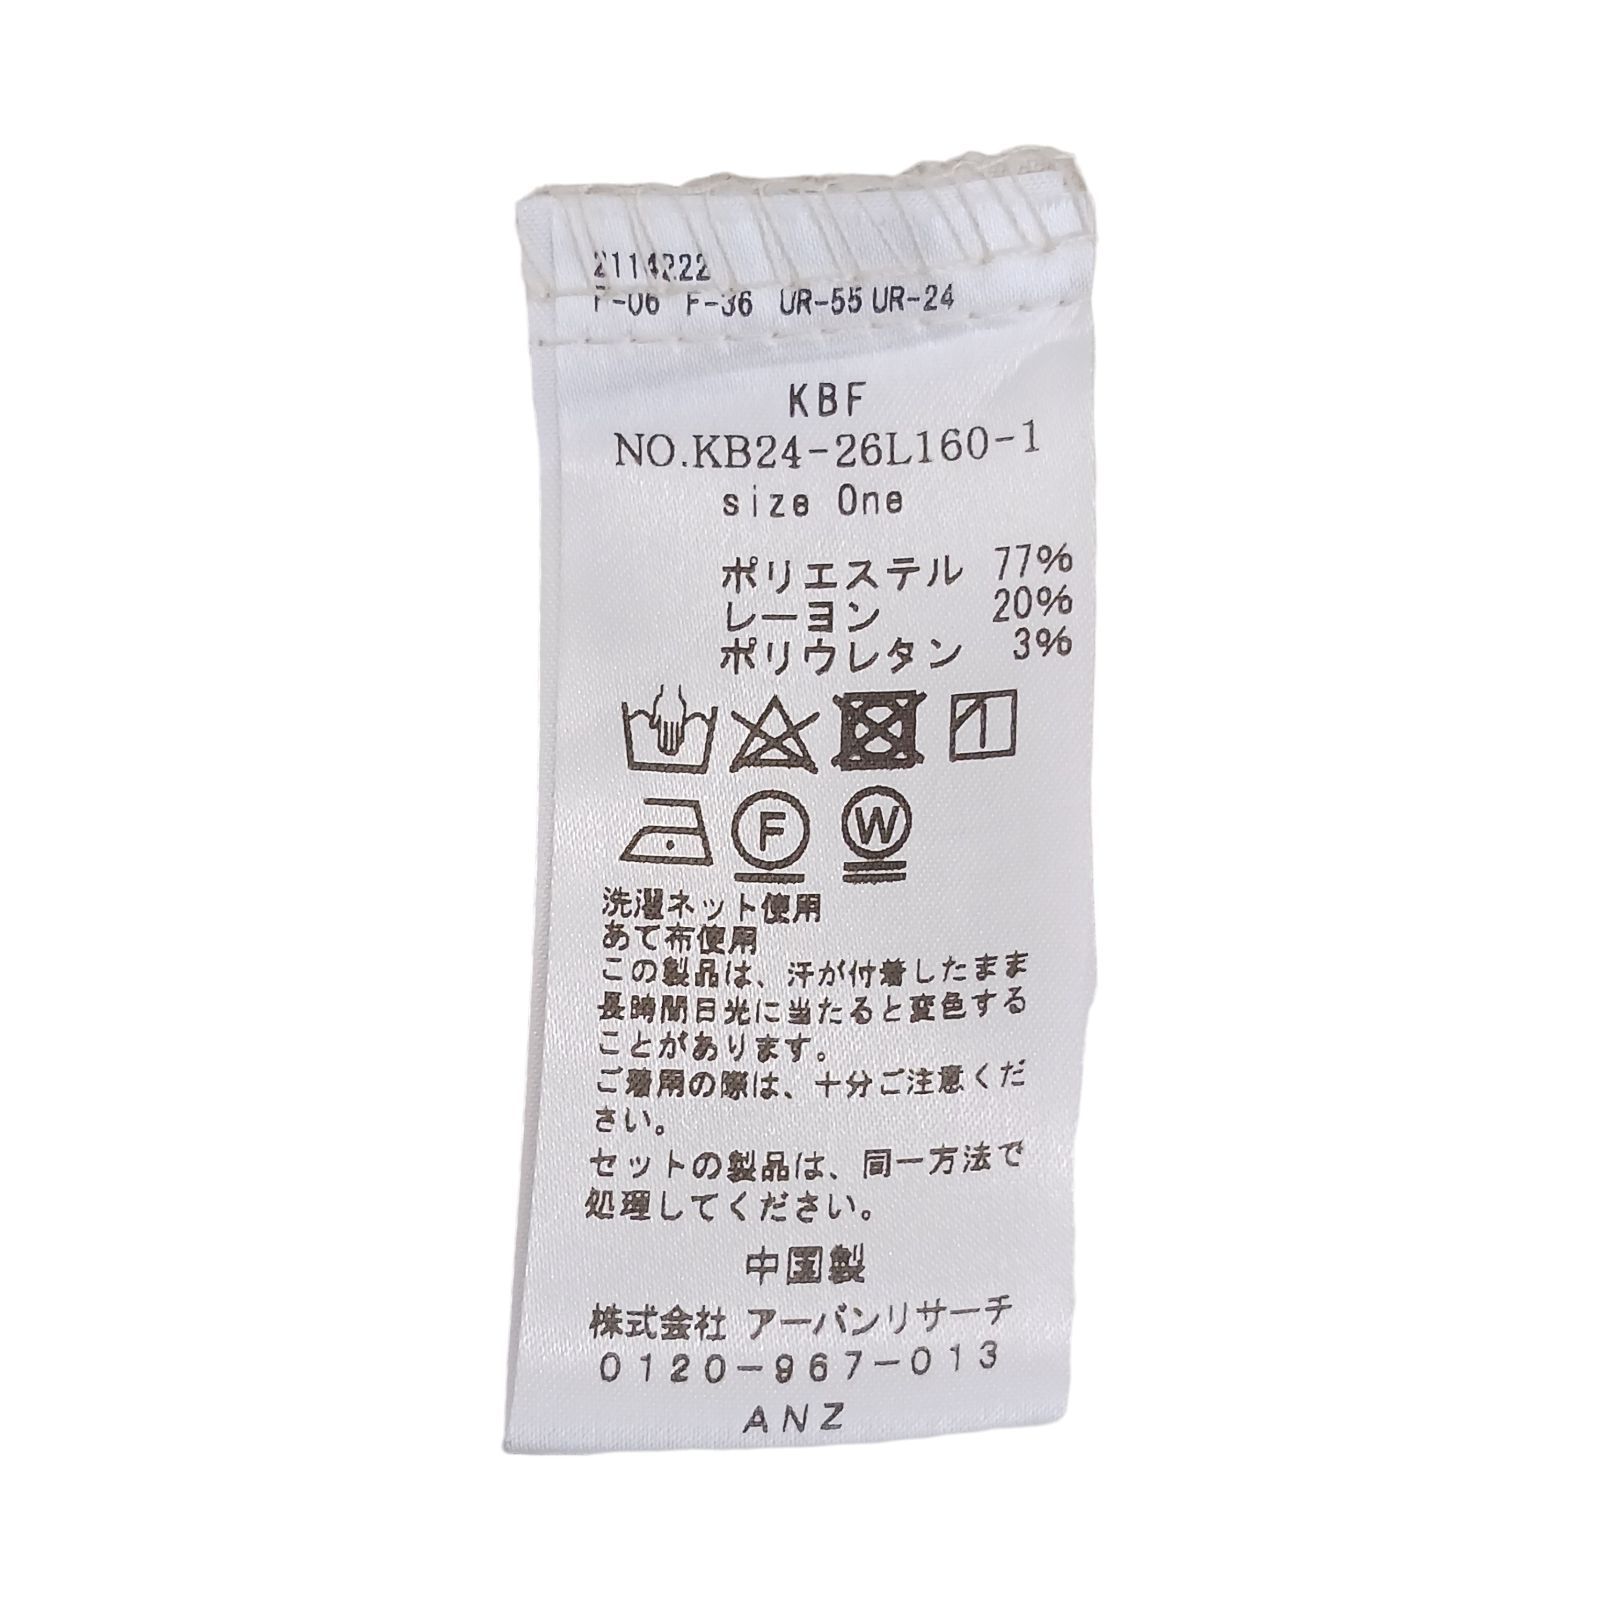 2114222
F-06 F-36 UR-55 UR-24
KBF
NO.KB24-26L160-1
size One
ポリエステル 77%
レーヨン 20%
ポリウレタン 3%
F W
洗濯ネット使用
あて布使用
この製品は、汗が付着したまま
長時間日光に当たると変色する
ことがあります。
ご着用の際は、十分ご注意くだ
さい。
セットの製品は、同一方法で
処理してください。
中国製
株式会社 アーバンリサーチ
0120-967-013
ANZ